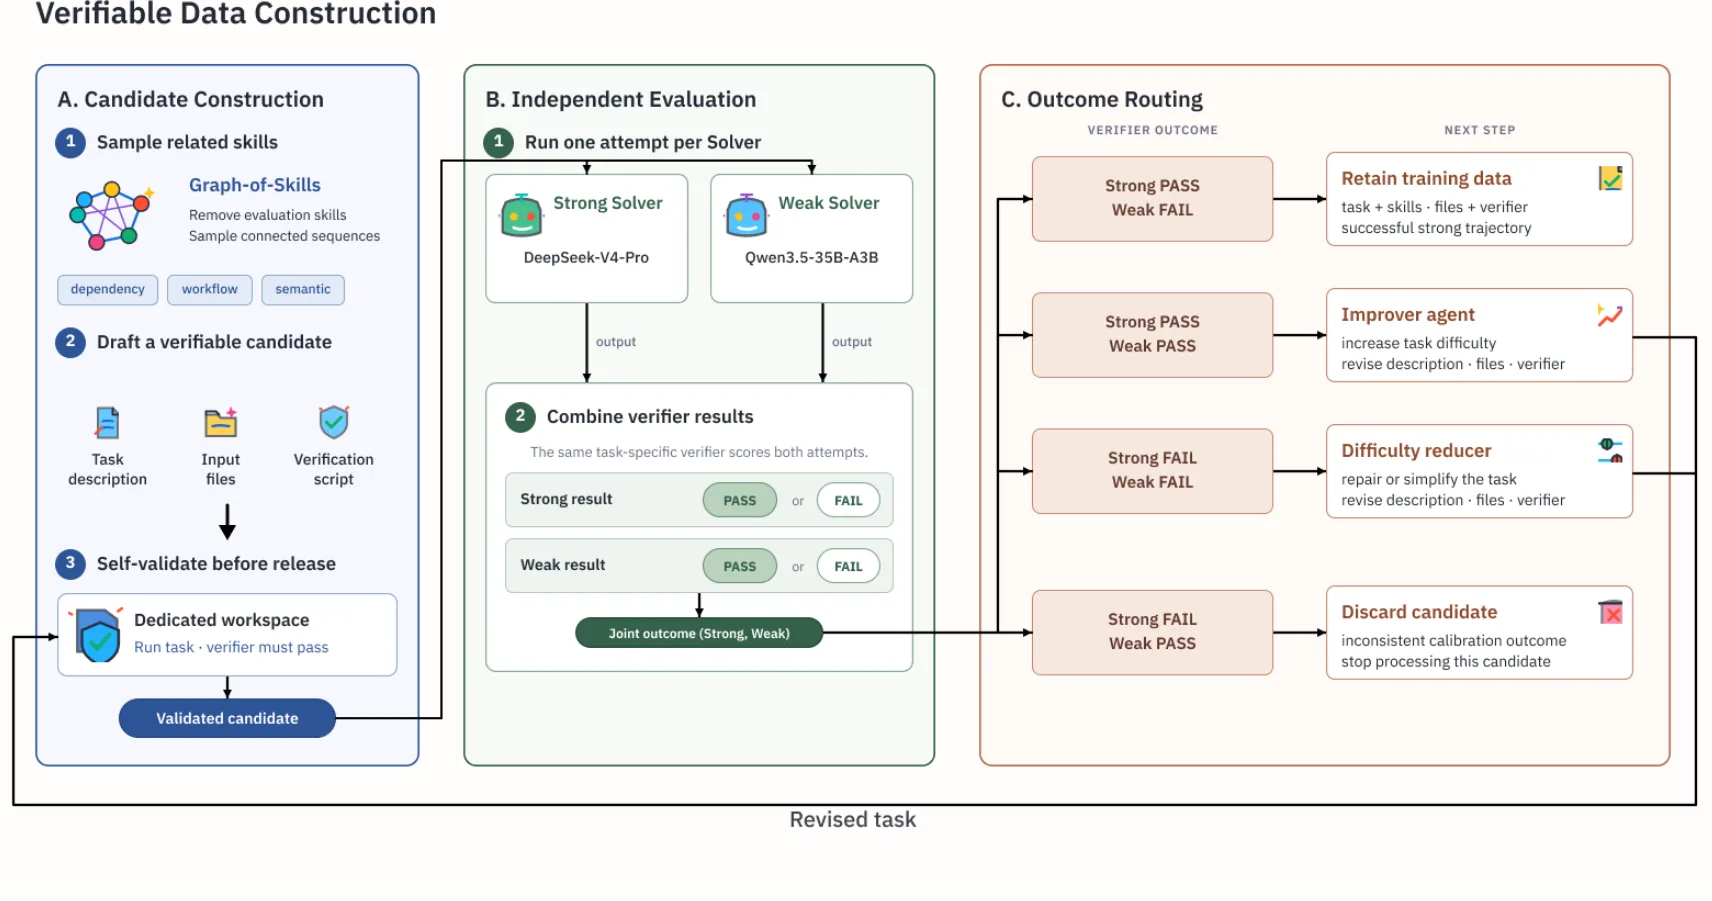 Verifiable Data Construction
A. Candidate Construction
1 Sample related skills
Graph-of-Skills
Remove evaluation skills
Sample connected sequences
dependency
workflow
semantic
2 Draft a verifiable candidate
Task
description
Input
files
Verification
script
3 Self-validate before release
Dedicated workspace
Run task · verifier must pass
Validated candidate
B. Independent Evaluation
1 Run one attempt per Solver
Strong Solver
DeepSeek-V4-Pro
Weak Solver
Qwen3.5-35B-A3B
output
output
2 Combine verifier results
The same task-specific verifier scores both attempts.
Strong result PASS or FAIL
Weak result PASS or FAIL
Joint outcome (Strong, Weak)
C. Outcome Routing
VERIFIER OUTCOME
NEXT STEP
Strong PASS
Weak FAIL
Retain training data
task + skills · files + verifier
successful strong trajectory
Strong PASS
Weak PASS
Improver agent
increase task difficulty
revise description · files · verifier
Strong FAIL
Weak FAIL
Difficulty reducer
repair or simplify the task
revise description · files · verifier
Strong FAIL
Weak PASS
Discard candidate
inconsistent calibration outcome
stop processing this candidate
Revised task